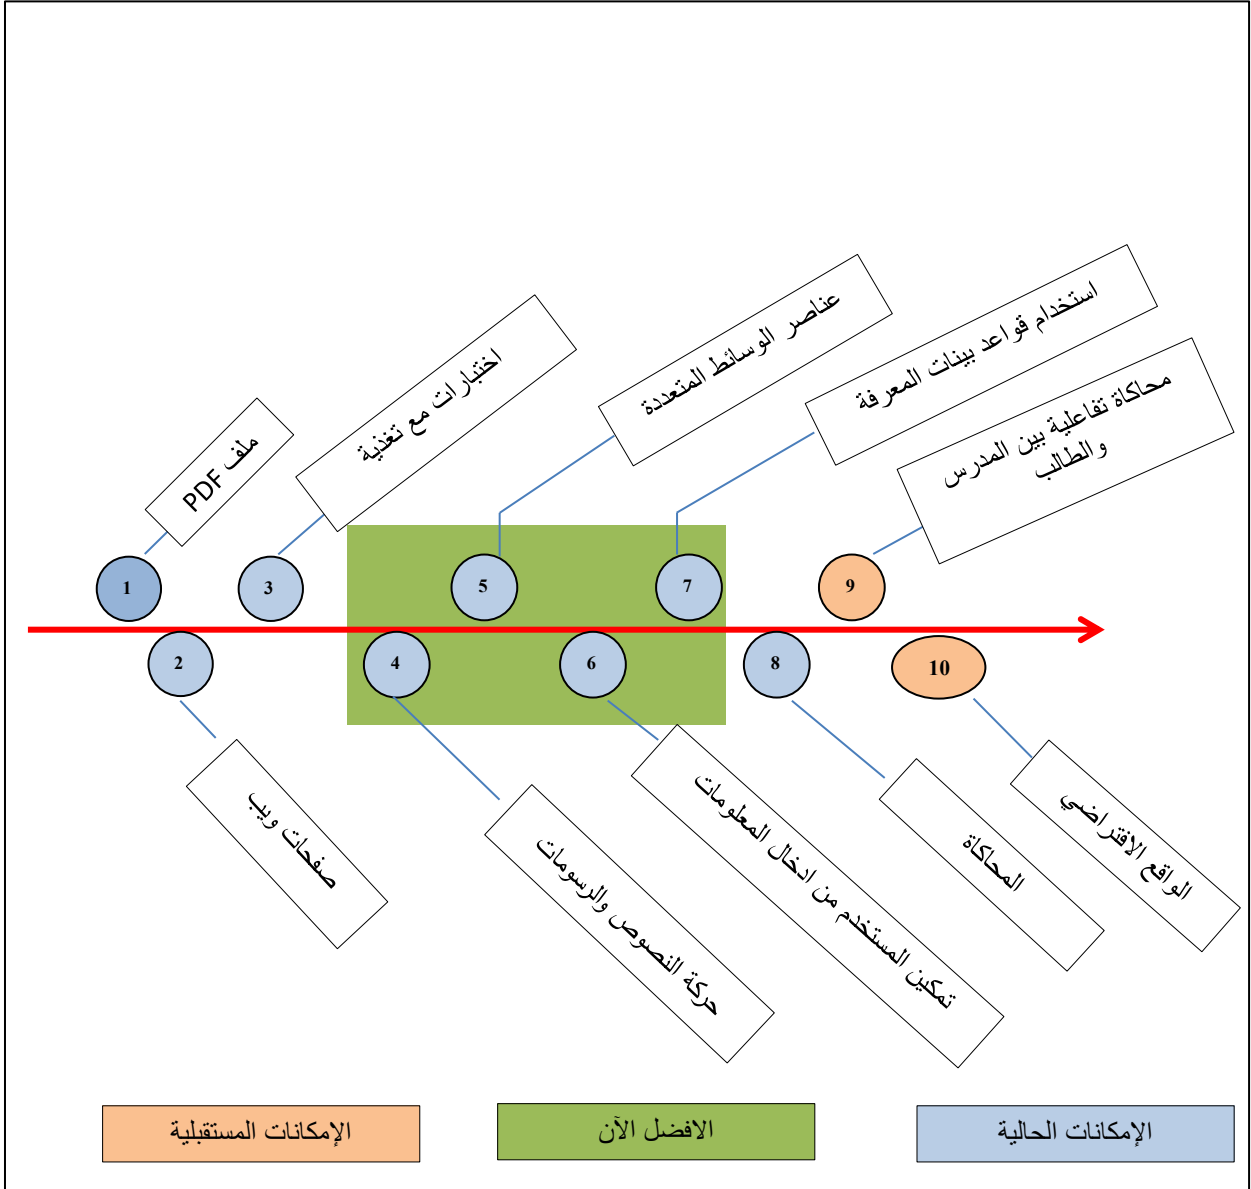 ملف PDF
اختبارات مع تغذية
عناصر الوسائط المتعددة
استخدام قواعد بينات المعرفة
محاكاة تفاعلية بين المدرس
والطالب
1
3
5
7
9
2
4
6
8
10
صفحات ويب
حركة النصوص والرسومات
تمكين المستخدم من ادخال المعلومات
المحاكاة
الواقع الافتراضي
الإمكانات الحالية
الافضل الآن
الإمكانات المستقبلية